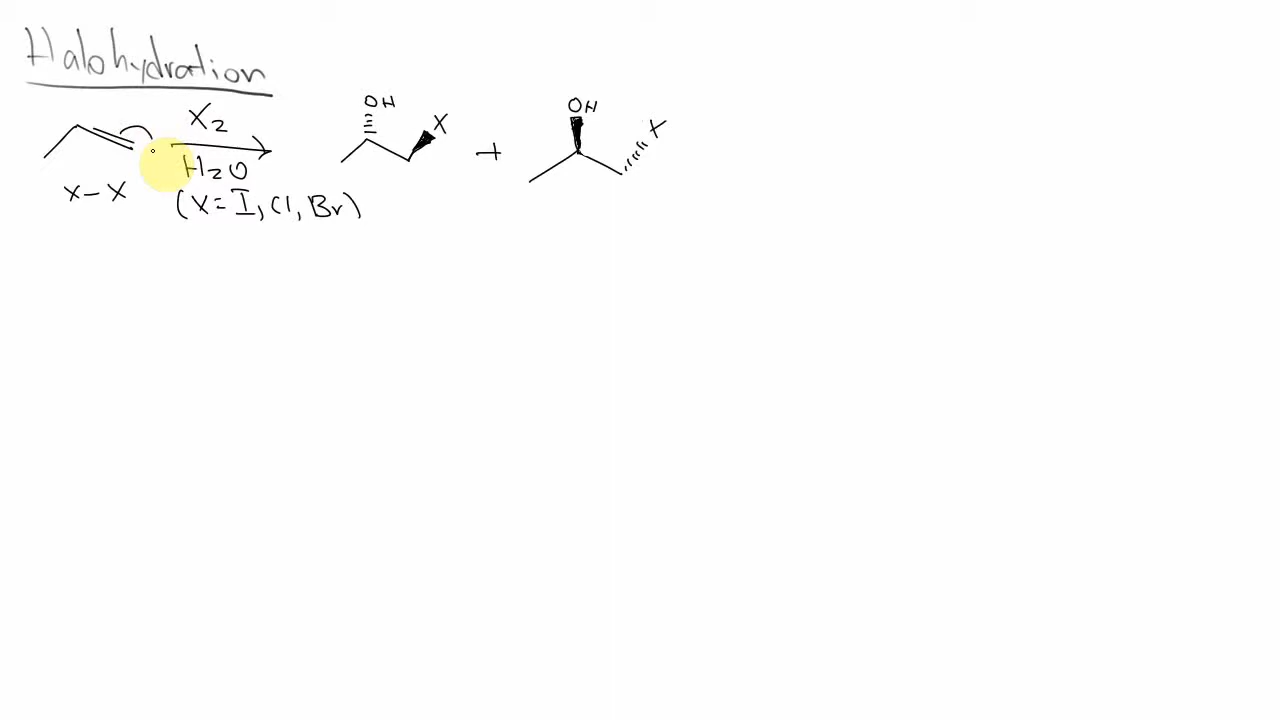 Halohydration
X2
H2O
(X = I, Cl, Br)
X – X
OH
X
+
OH
X